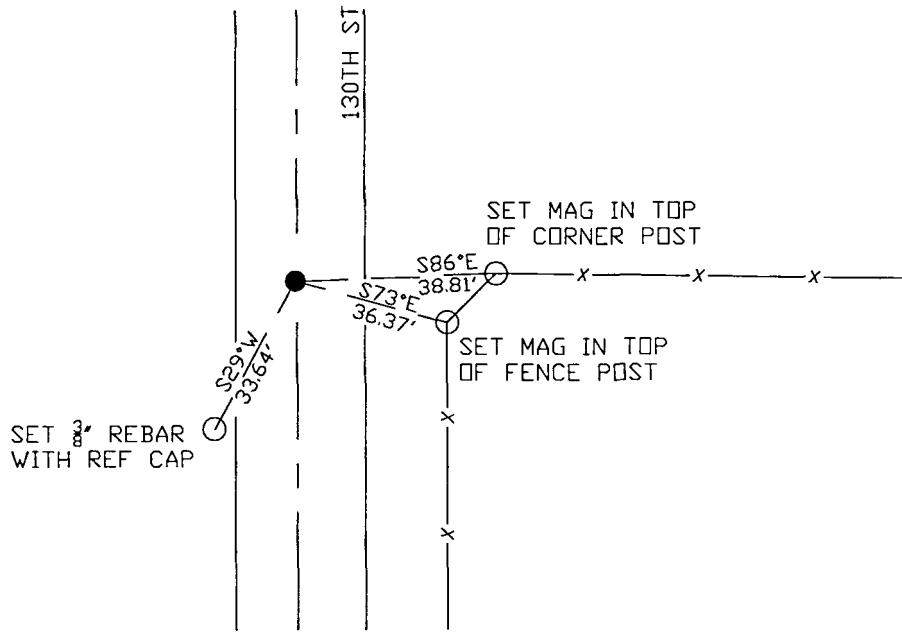 130TH ST
SET MAG IN TOP
OF CORNER POST
S86°E
38.81'
S73°E
36.37'
SET MAG IN TOP
OF FENCE POST
S29°W
33.64'
SET 3/8" REBAR
WITH REF CAP
x x x
x
x